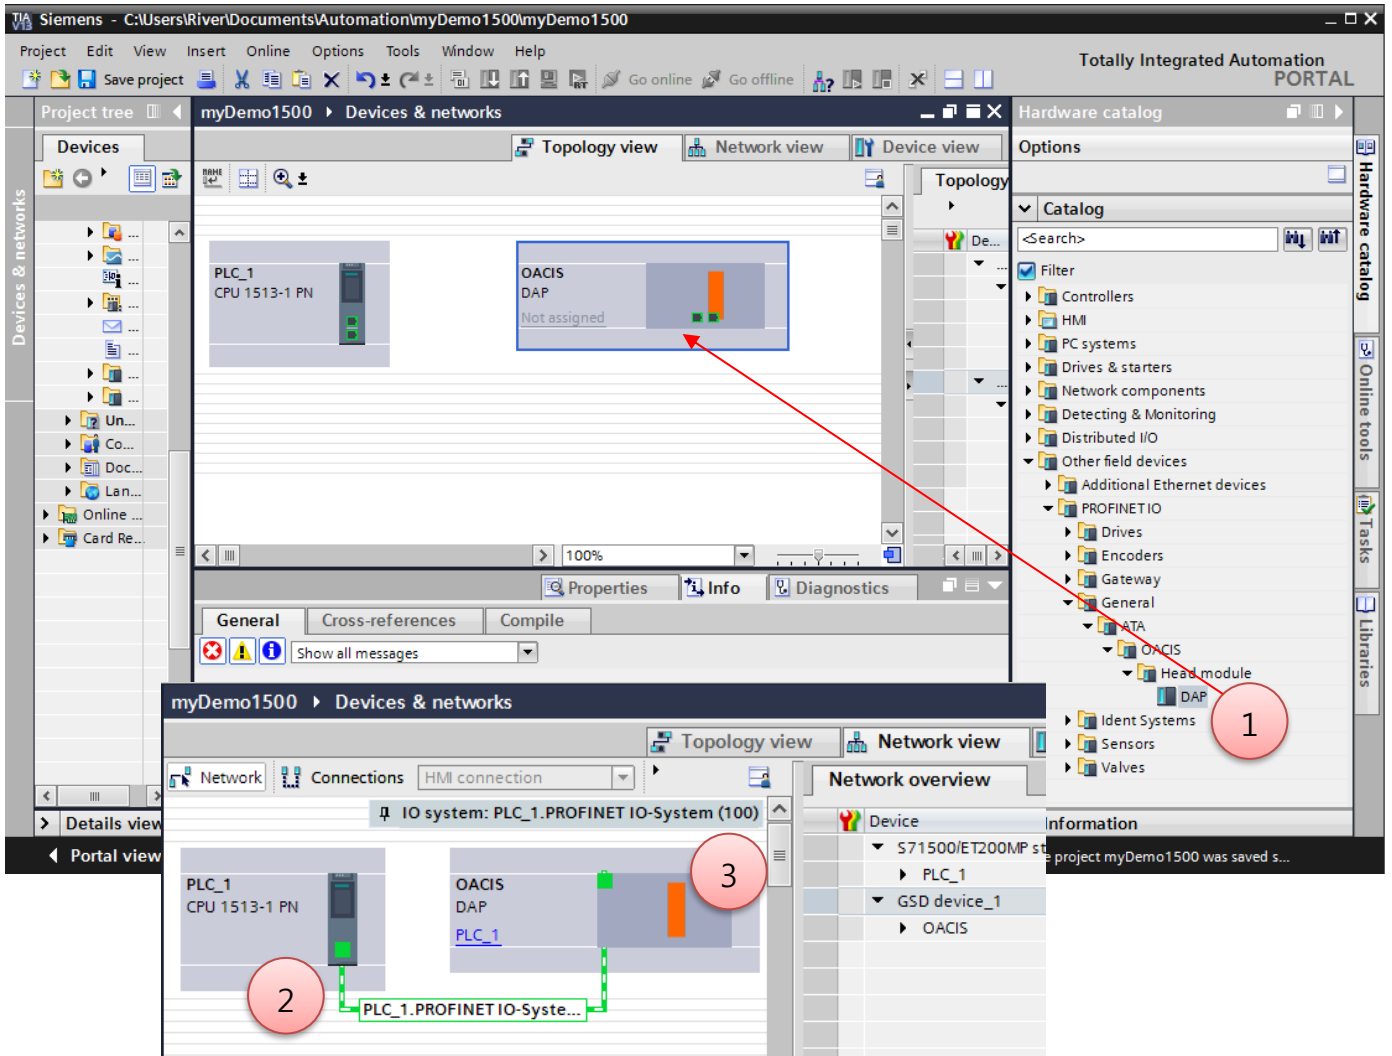 TIA V13 Siemens - C:\Users\River\Documents\Automation\myDemo1500\myDemo1500
Project Edit View Insert Online Options Tools Window Help
Totally Integrated Automation
PORTAL
Save project Go online Go offline
Project tree
myDemo1500 Devices & networks
Hardware catalog
Devices
Topology view Network view Device view
Options
NAME
Topology
Catalog
De...
<Search>
PLC_1
CPU 1513-1 PN
OACIS
DAP
Not assigned
Filter
Controllers
HMI
PC systems
Drives & starters
Network components
Detecting & Monitoring
Distributed I/O
Other field devices
Additional Ethernet devices
PROFINET IO
Drives
Encoders
Gateway
General
ATA
OACIS
Head module
DAP
Ident Systems
Sensors
Valves
Information
...
...
...
...
...
...
...
...
Un...
Co...
Doc...
Lan...
Online ...
Card Re...
Details view
Portal view
Devices & networks
Hardware catalog
Online tools
Tasks
Libraries
...
...
100%
Properties Info Diagnostics
General Cross-references Compile
Show all messages
1
myDemo1500 Devices & networks
Topology view Network view
Network Connections HMI connection
Network overview
IO system: PLC_1.PROFINET IO-System (100)
Device
S71500/ET200MP st
PLC_1
GSD device_1
OACIS
PLC_1
CPU 1513-1 PN
OACIS
DAP
PLC_1
3
2
PLC_1.PROFINET IO-Syste...
e project myDemo1500 was saved s...